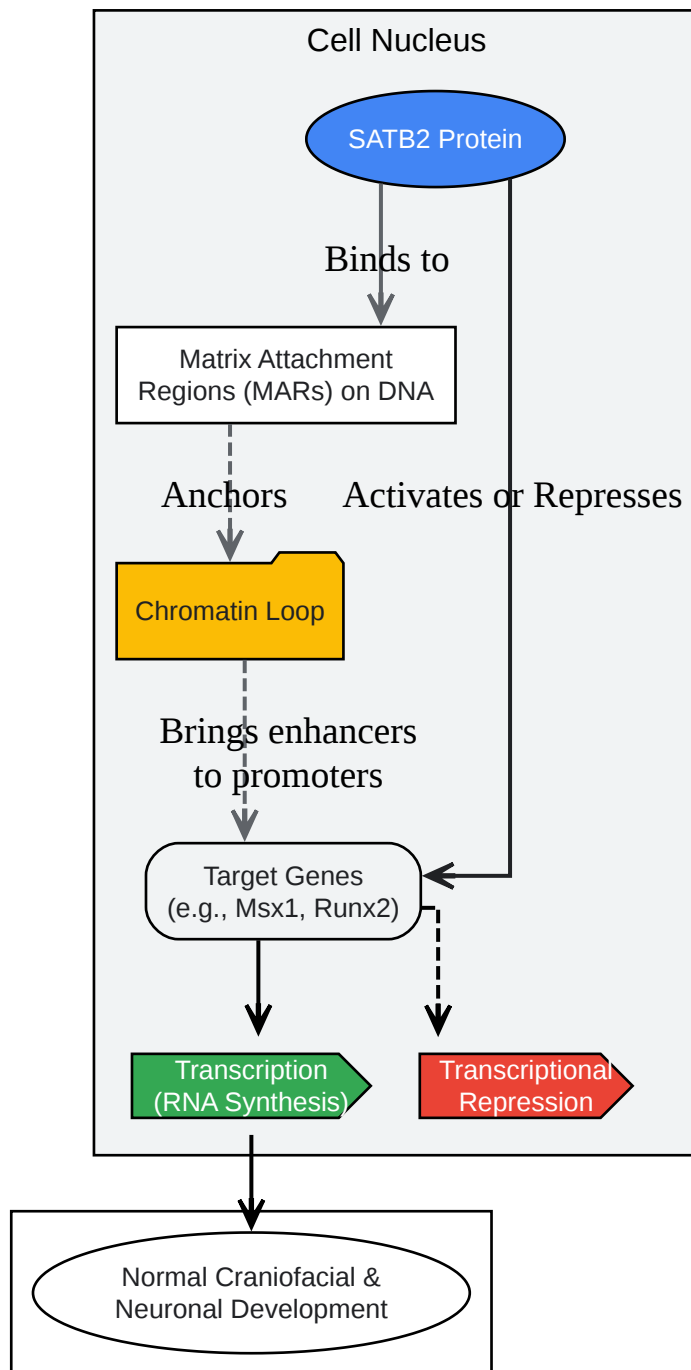 Cell Nucleus
SATB2 Protein
Binds to
Matrix Attachment
Regions (MARs) on DNA
Anchors
Activates or Represses
Chromatin Loop
Brings enhancers
to promoters
Target Genes
(e.g., Msx1, Runx2)
Transcription
(RNA Synthesis)
Transcriptional
Repression
Normal Craniofacial &
Neuronal Development